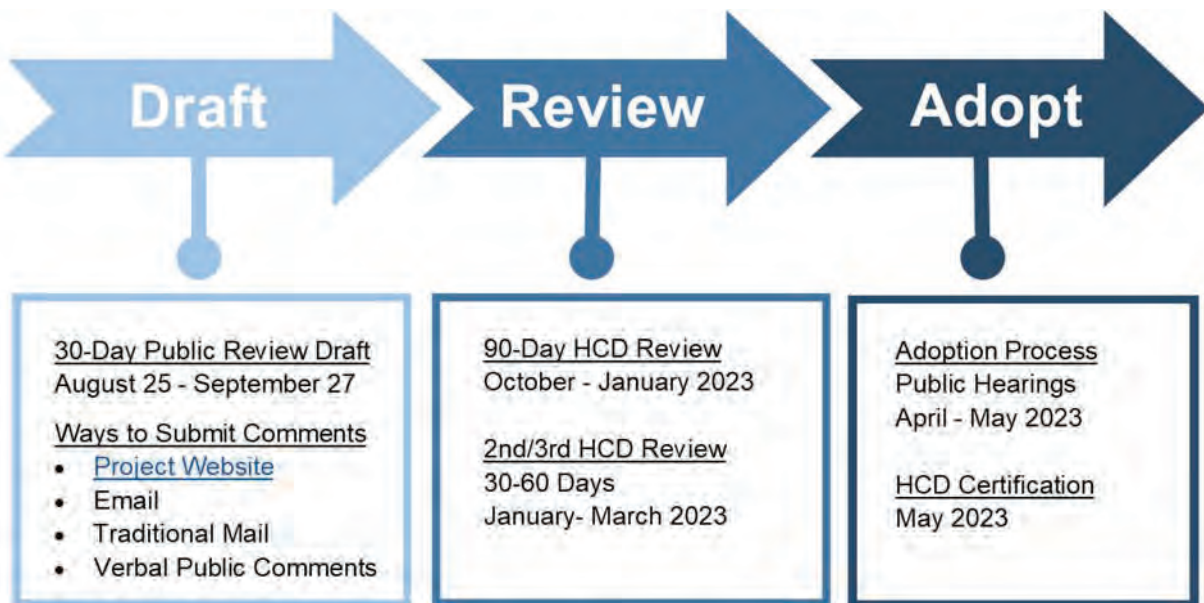 Draft
30-Day Public Review Draft
August 25 - September 27
Ways to Submit Comments
• Project Website
• Email
• Traditional Mail
• Verbal Public Comments
Review
90-Day HCD Review
October - January 2023
2nd/3rd HCD Review
30-60 Days
January- March 2023
Adopt
Adoption Process
Public Hearings
April - May 2023
HCD Certification
May 2023